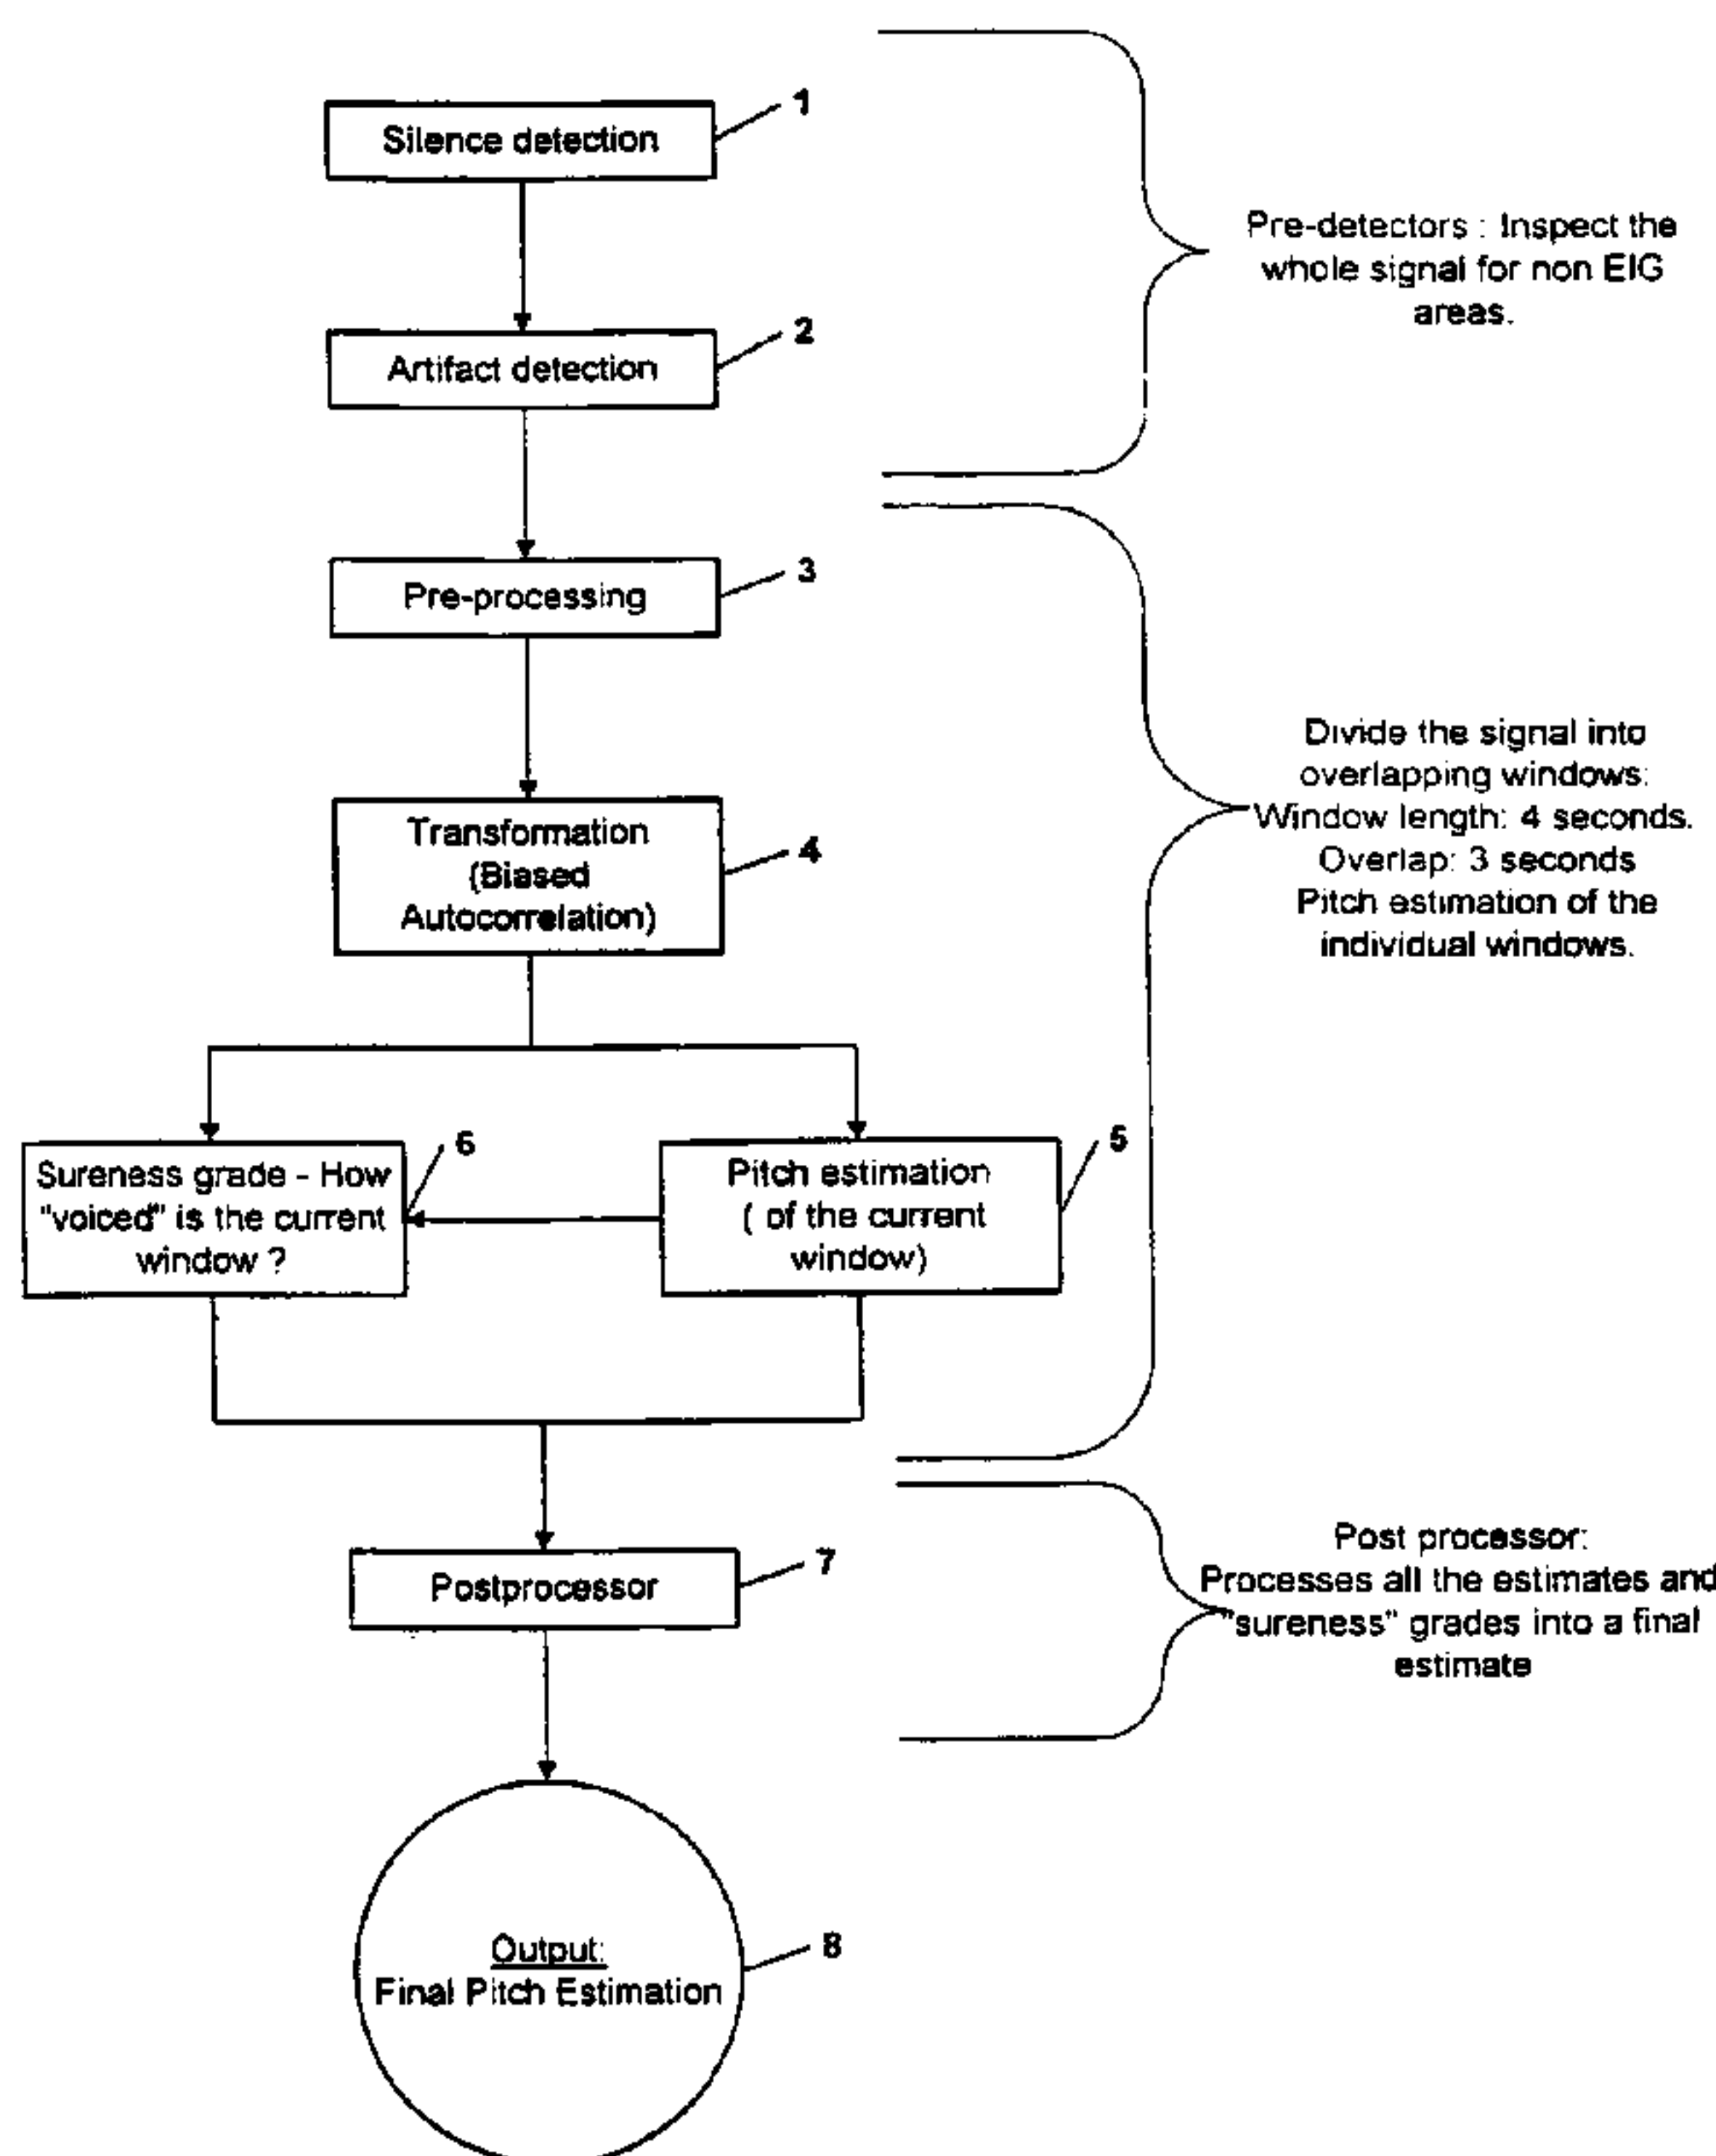 1
Silence detection
Pre-detectors : Inspect the
whole signal for non EIG
areas.
2
Artifact detection
3
Pre-processing
Divide the signal into
overlapping windows:
Window length: 4 seconds.
Overlap: 3 seconds
Pitch estimation of the
individual windows.
4
Transformation
(Biased
Autocorrelation)
6
Sureness grade - How
"voiced" is the current
window ?
5
Pitch estimation
( of the current
window)
7
Postprocessor
Post processor:
Processes all the estimates and
"sureness" grades into a final
estimate
8
Output:
Final Pitch Estimation